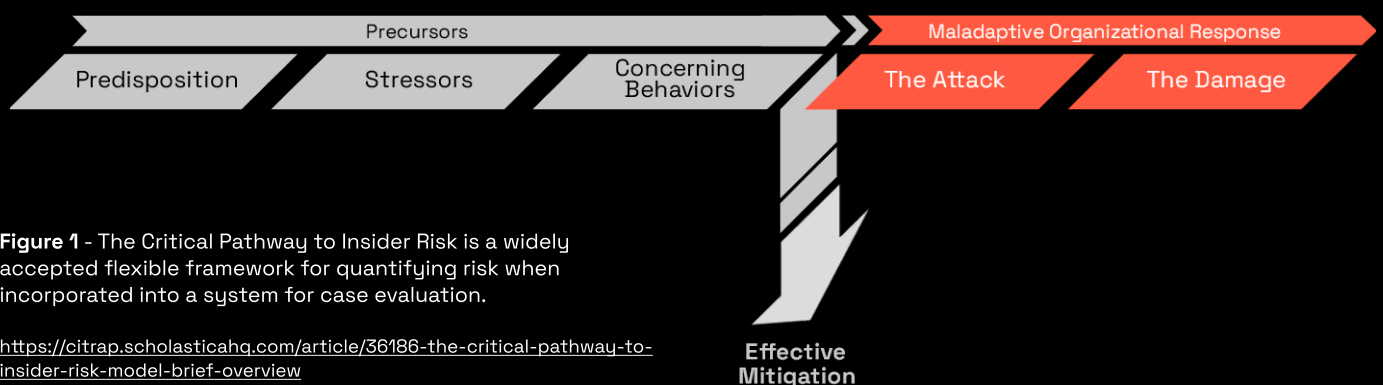 Precursors
Maladaptive Organizational Response
Predisposition
Stressors
Concerning
Behaviors
The Attack
The Damage
Figure 1 - The Critical Pathway to Insider Risk is a widely
accepted flexible framework for quantifying risk when
incorporated into a system for case evaluation.
https://citrap.scholasticahq.com/article/36186-the-critical-pathway-to-
insider-risk-model-brief-overview
Effective
Mitigation